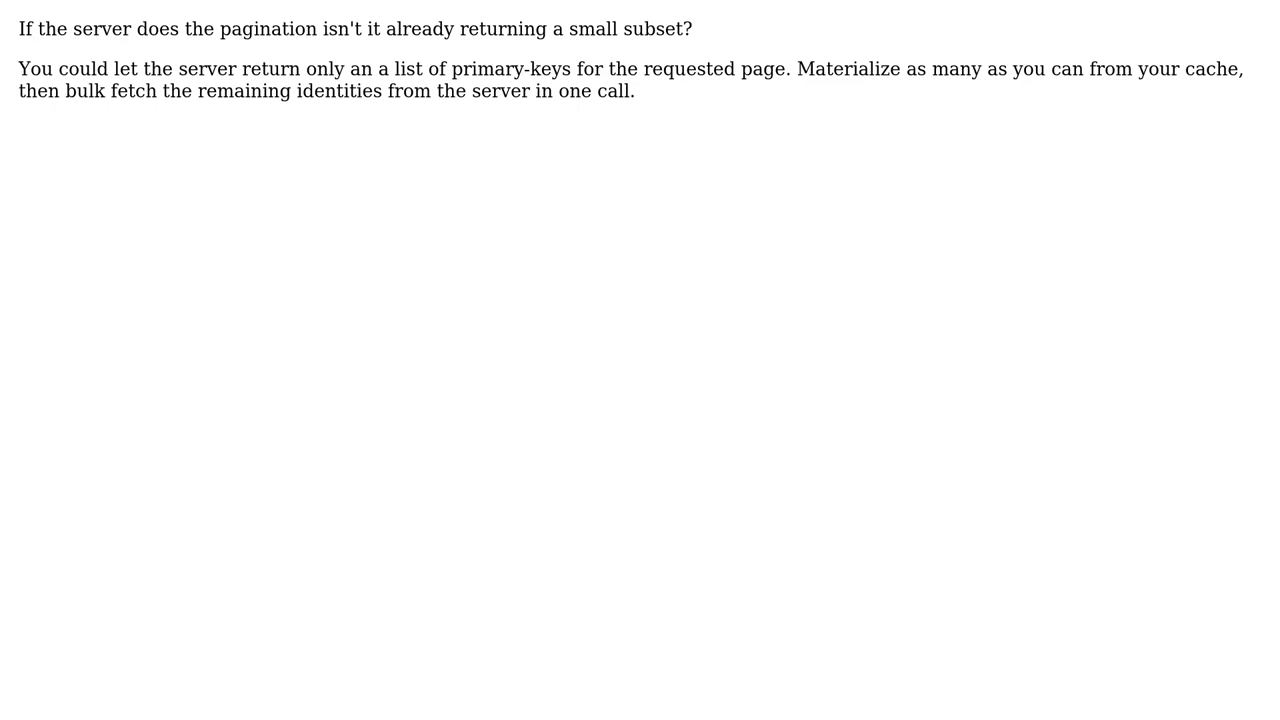 If the server does the pagination isn't it already returning a small subset?
You could let the server return only an a list of primary-keys for the requested page. Materialize as many as you can from your cache,
then bulk fetch the remaining identities from the server in one call.